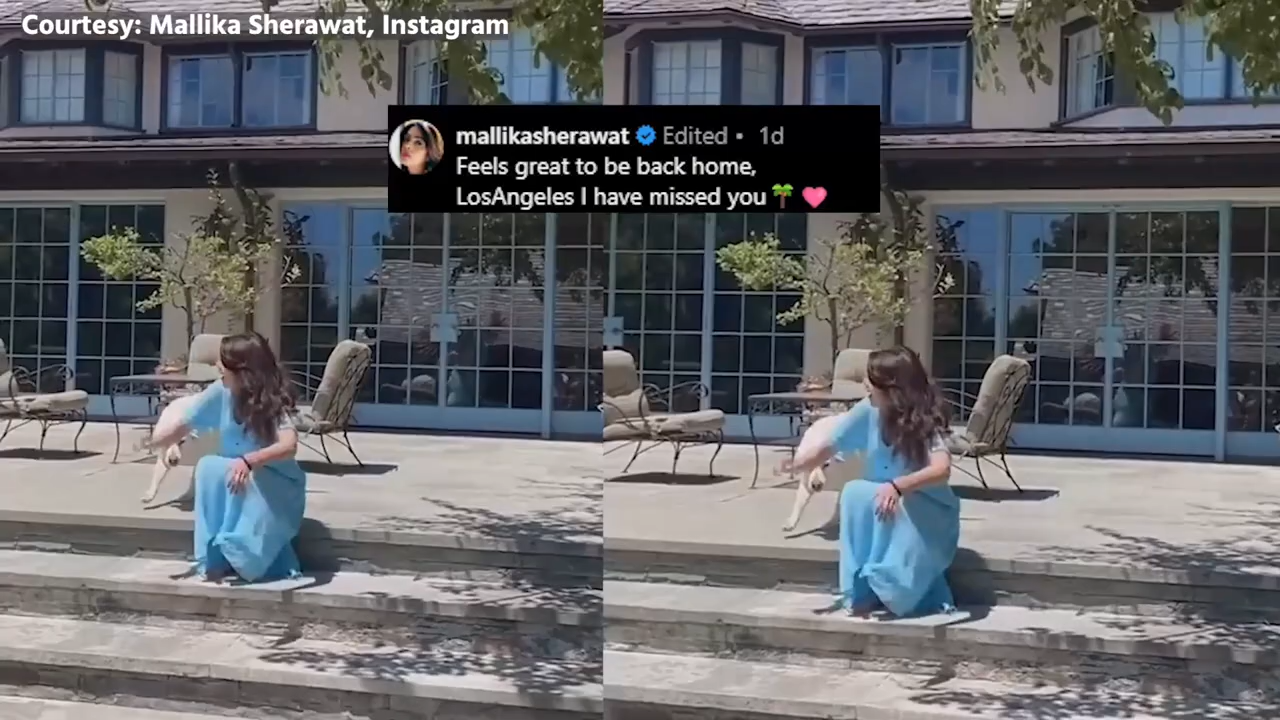 Courtesy: Mallika Sherawat, Instagram
mallikasherawat Edited • 1d
Feels great to be back home,
LosAngeles I have missed you🌴 🩷